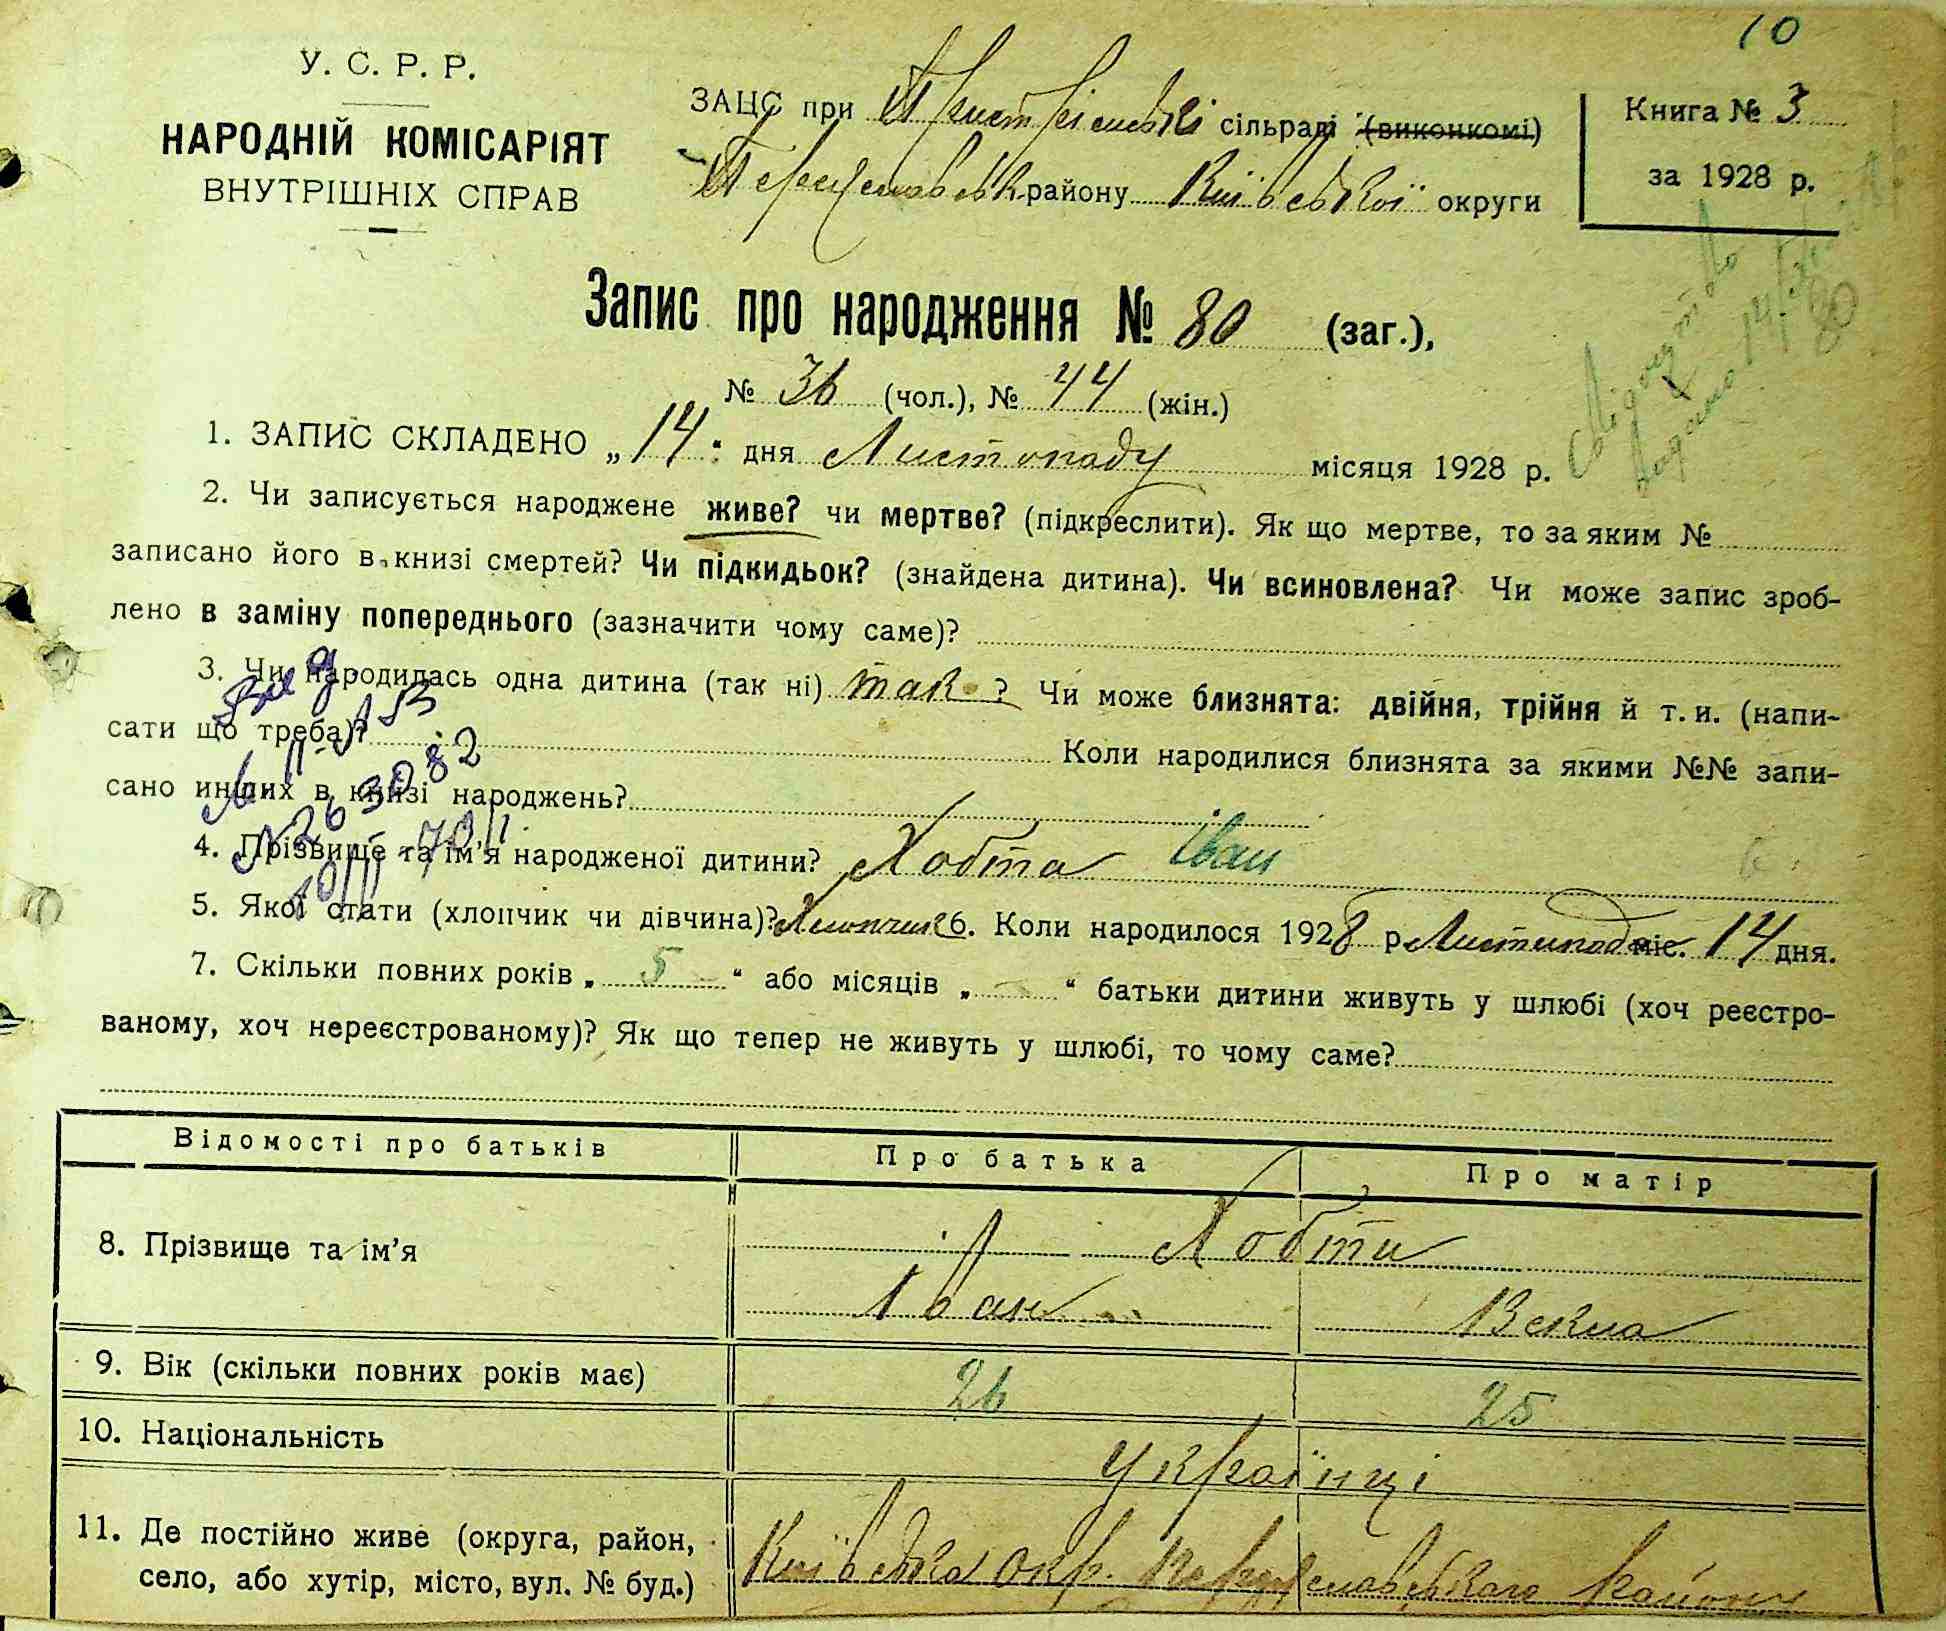 10
У. С. Р. Р.
НАРОДНІЙ КОМІСАРІЯТ
ВНУТРІШНІХ СПРАВ
ЗАЦС при Пристромській сільраді (виконкомі)
Переяславськ. району Київської округи
Книга № 3
за 1928 р.
Свідоцтво
видано 14/
80
Запис про народження № 80 (заг.),
№ 36 (чол.), № 44 (жін.)
1. ЗАПИС СКЛАДЕНО „14“ дня Листопаду місяця 1928 р.
2. Чи записується народжене живе? чи мертве? (підкреслити). Як що мертве, то за яким №
записано його в книзі смертей? Чи підкидьок? (знайдена дитина). Чи всиновлена? Чи може запис зроб-
лено в заміну попереднього (зазначити чому саме)?
3. Чи народилась одна дитина (так ні) так ? Чи може близнята: двійня, трійня й т. и. (напи-
сати що треба)? Коли народилися близнята за якими №№ запи-
сано инших в книзі народжень?
4. Прізвище та ім’я народженої дитини? Хобта Іван
5. Якої стати (хлопчик чи дівчина)? Хлопчик 6. Коли народилося 1928 р Листопада міс. 14 дня.
7. Скільки повних років „ 5 “ або місяців „ - “ батьки дитини живуть у шлюбі (хоч реєстро-
ваному, хоч нереєстрованому)? Як що тепер не живуть у шлюбі, то чому саме?
Відомості про батьків Про батька Про матір
8. Прізвище та ім’я Хобти
Іван Векла
9. Вік (скільки повних років має) 26 25
10. Національність Українці
11. Де постійно живе (округа, район, Київська окр. Переяславського району
село, або хутір, місто, вул. № буд.)